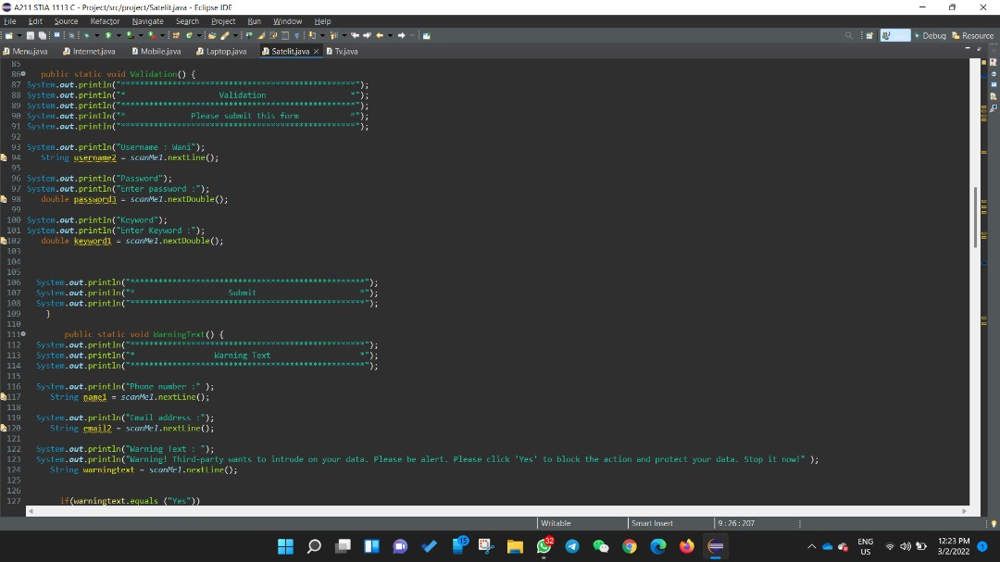 A211 STIA 1113 C - Project/src/project/Satelit.java - Eclipse IDE
File Edit Source Refactor Navigate Search Project Run Window Help
Debug Resource
Menu.java Internet.java Mobile.java Laptop.java Satelit.java × Tv.java
85
86 public static void Validation() {
87 System.out.println("**************************************************");
88 System.out.println("* Validation *");
89 System.out.println("**************************************************");
90 System.out.println("* Please submit this form *");
91 System.out.println("**************************************************");
92
93 System.out.println("Username : Wani");
94 String username2 = scanMe1.nextLine();
95
96 System.out.println("Password");
97 System.out.println("Enter password :");
98 double password3 = scanMe1.nextDouble();
99
100 System.out.println("Keyword");
101 System.out.println("Enter Keyword :");
102 double keyword1 = scanMe1.nextDouble();
103
104
105
106 System.out.println("**************************************************");
107 System.out.println("* Submit *");
108 System.out.println("**************************************************");
109 }
110
111 public static void WarningText() {
112 System.out.println("**************************************************");
113 System.out.println("* Warning Text *");
114 System.out.println("**************************************************");
115
116 System.out.println("Phone number :" );
117 String name1 = scanMe1.nextLine();
118
119 System.out.println("Email address :");
120 String email2 = scanMe1.nextLine();
121
122 System.out.println("Warning Text : ");
123 System.out.println("Warning! Third-party wants to intrude on your data. Please be alert. Please click 'Yes' to block the action and protect your data. Stop it now!" );
124 String warningtext = scanMe1.nextLine();
125
126
127 if(warningtext.equals ("Yes"))
Writable Smart Insert 9 : 26 : 207
15 32
ENG US
12:23 PM
3/2/2022
1